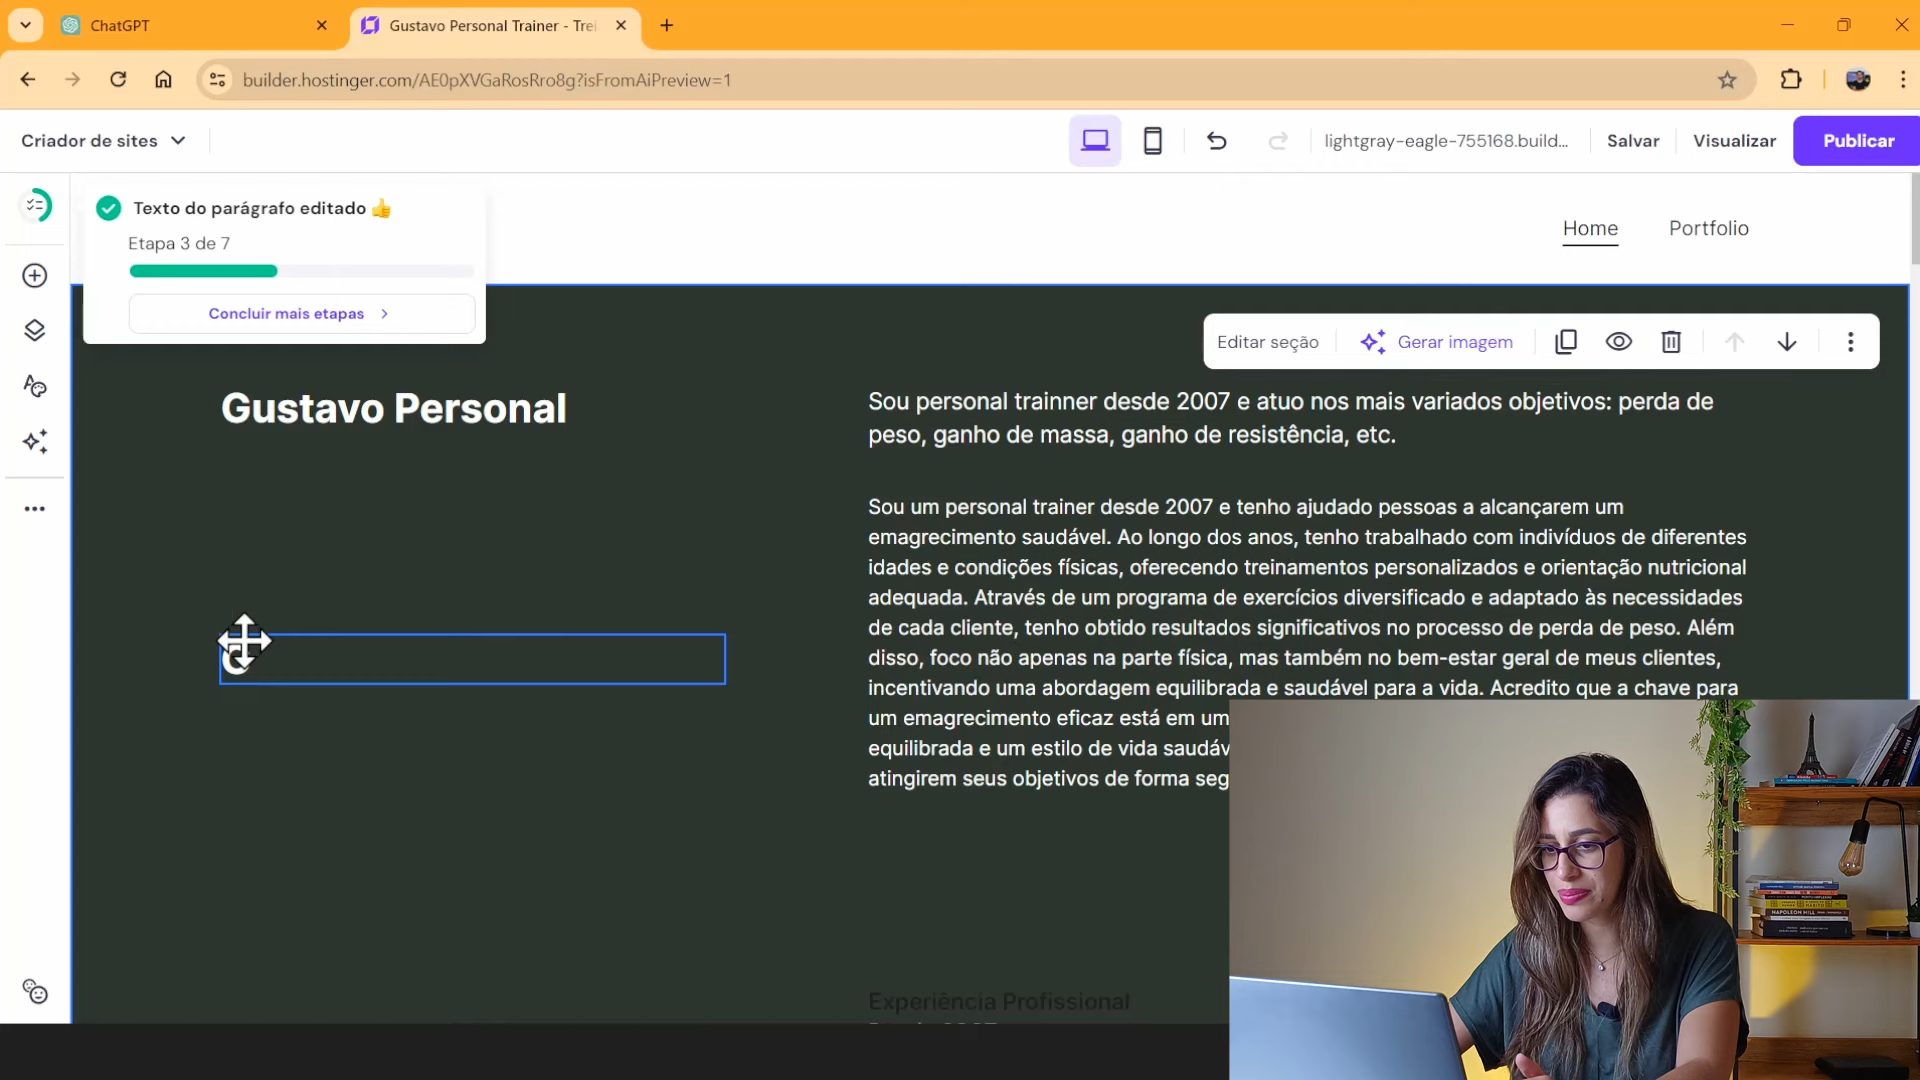 ChatGPT
Gustavo Personal Trainer - Trei
builder.hostinger.com/AE0pXVGaRosRro8g?isFromAiPreview=1
Criador de sites
lightgray-eagle-755168.build...
Salvar
Visualizar
Publicar
Texto do parágrafo editado 👍
Etapa 3 de 7
Concluir mais etapas
Home
Portfolio
Editar seção
Gerar imagem
Gustavo Personal
Sou personal trainner desde 2007 e atuo nos mais variados objetivos: perda de
peso, ganho de massa, ganho de resistência, etc.
Sou um personal trainer desde 2007 e tenho ajudado pessoas a alcançarem um
emagrecimento saudável. Ao longo dos anos, tenho trabalhado com indivíduos de diferentes
idades e condições físicas, oferecendo treinamentos personalizados e orientação nutricional
adequada. Através de um programa de exercícios diversificado e adaptado às necessidades
de cada cliente, tenho obtido resultados significativos no processo de perda de peso. Além
disso, foco não apenas na parte física, mas também no bem-estar geral de meus clientes,
incentivando uma abordagem equilibrada e saudável para a vida. Acredito que a chave para
um emagrecimento eficaz está em um
equilibrada e um estilo de vida saudáv
atingirem seus objetivos de forma seg
Experiência Profissional
NAPOLEON HILL